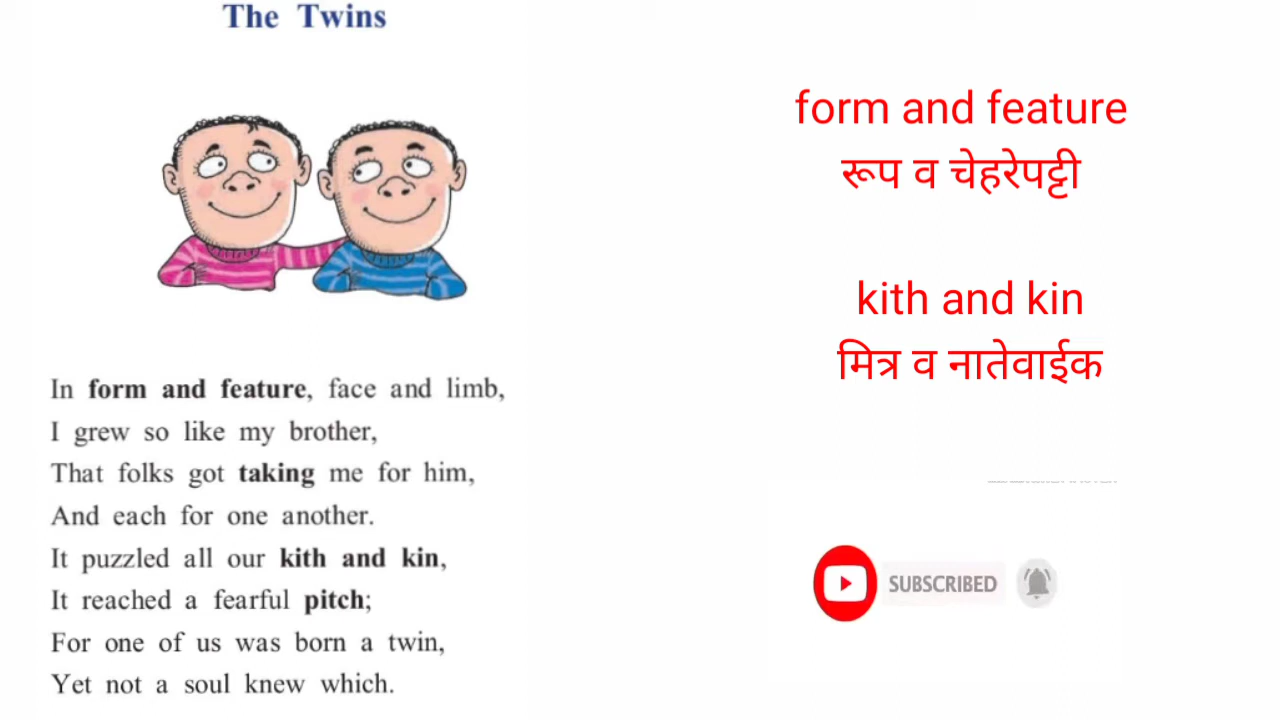 The Twins
In form and feature, face and limb,
I grew so like my brother,
That folks got taking me for him,
And each for one another.
It puzzled all our kith and kin,
It reached a fearful pitch;
For one of us was born a twin,
Yet not a soul knew which.
form and feature
रूप व चेहरेपट्टी
kith and kin
मित्र व नातेवाईक
SUBSCRIBED